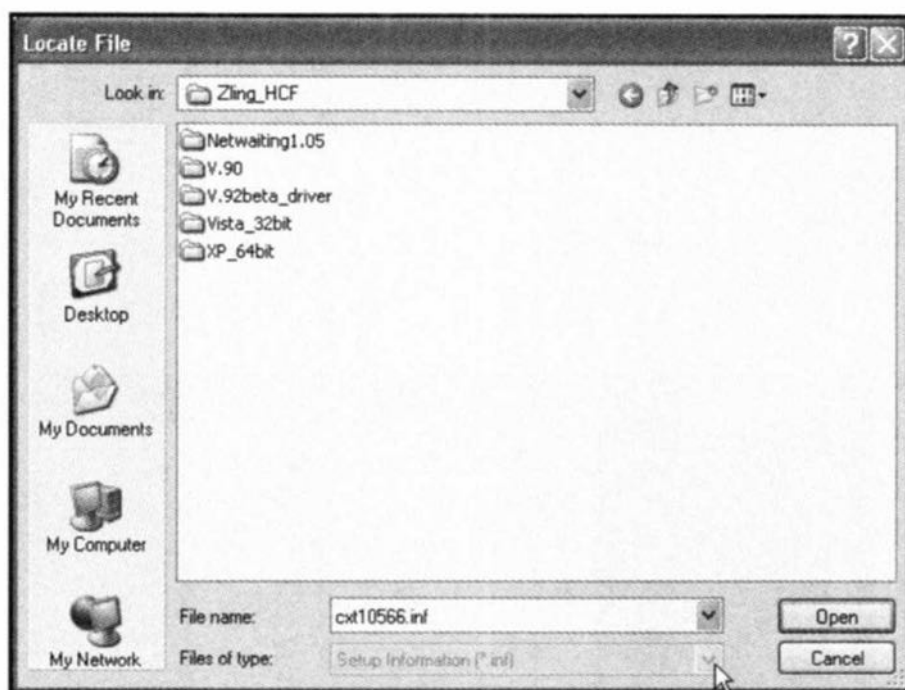 Locate File
Look in: Zling_HCF
Netwaiting1.05
V.90
V.92beta_driver
Vista_32bit
XP_64bit
My Recent
Documents
Desktop
My Documents
My Computer
My Network
File name: cxt10566.inf Open
Files of type: Setup Information (*.inf) Cancel